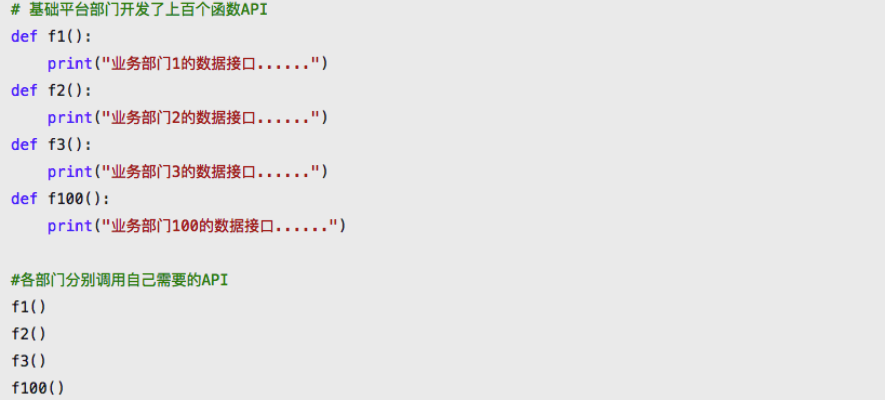 # 基础平台部门开发了上百个函数API
def f1():
    print("业务部门1的数据接口......")
def f2():
    print("业务部门2的数据接口......")
def f3():
    print("业务部门3的数据接口......")
def f100():
    print("业务部门100的数据接口......")

#各部门分别调用自己需要的API
f1()
f2()
f3()
f100()